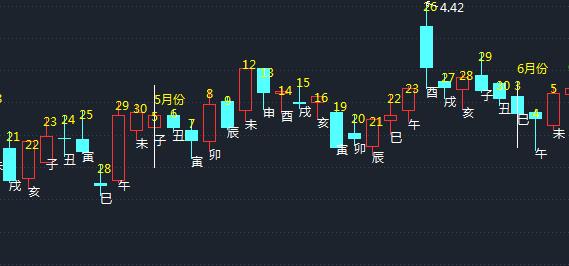 26 4.42
29 6月份
12 13 27 28
15 30 3 5
5月份 8 9 14 16 22 23 4
29 30 5 6 7 19 20 21
23 24 25
21 22
28
申 酉 戌 亥 酉 戌 亥 子 丑 寅
未 子 丑 寅 卯 辰 未 寅 卯 辰 巳 午 午 未
戌 亥 子 丑 寅 巳 午